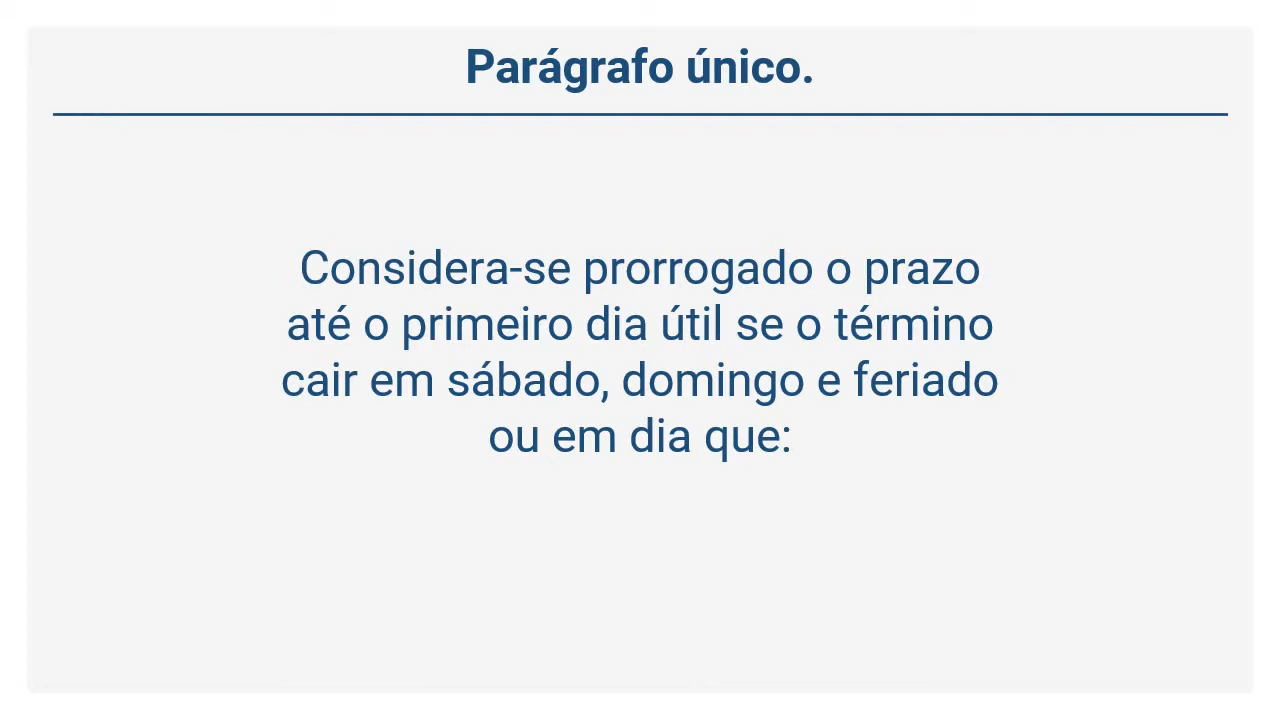 Parágrafo único.
Considera-se prorrogado o prazo
até o primeiro dia útil se o término
cair em sábado, domingo e feriado
ou em dia que: